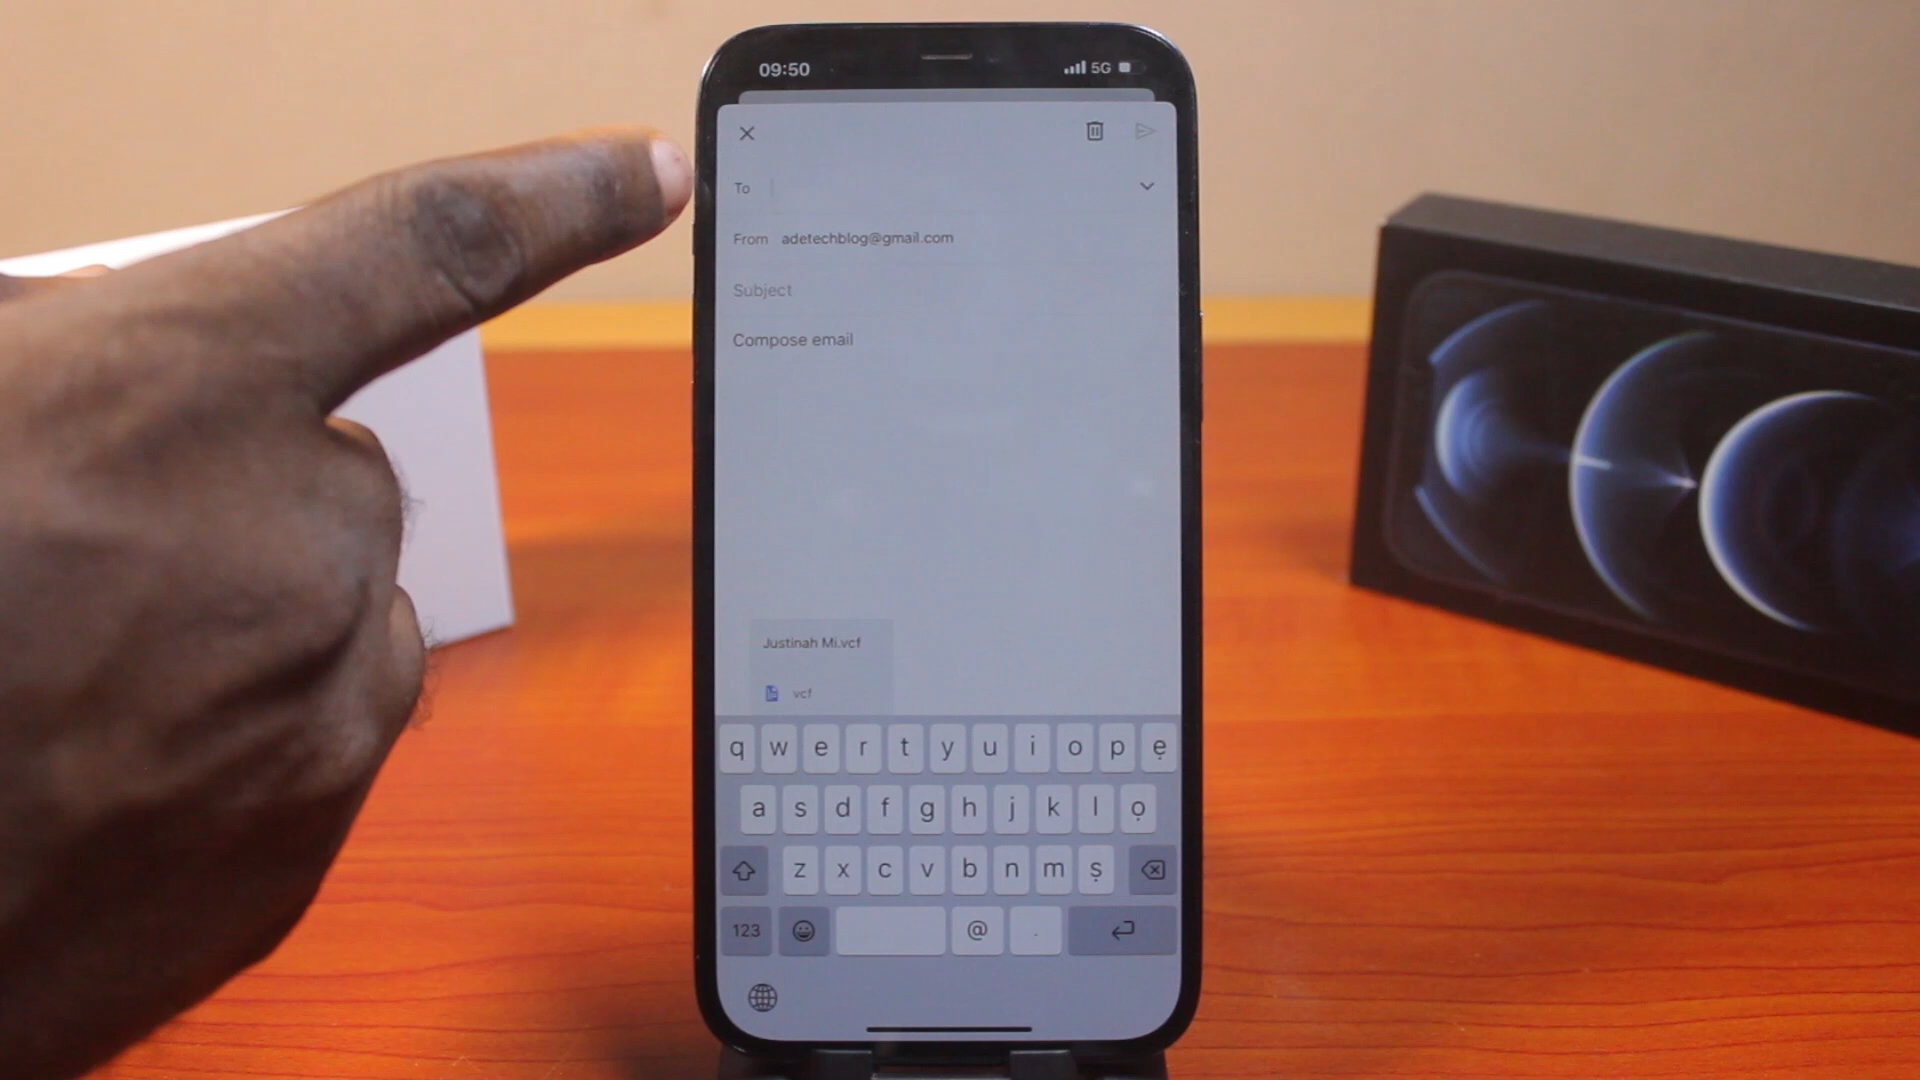 09:50 5G
To
From adetechblog@gmail.com
Subject
Compose email
Justinah Mi.vcf
vcf
q w e r t y u i o p ẹ
a s d f g h j k l ọ
z x c v b n m ṣ
123 @ .